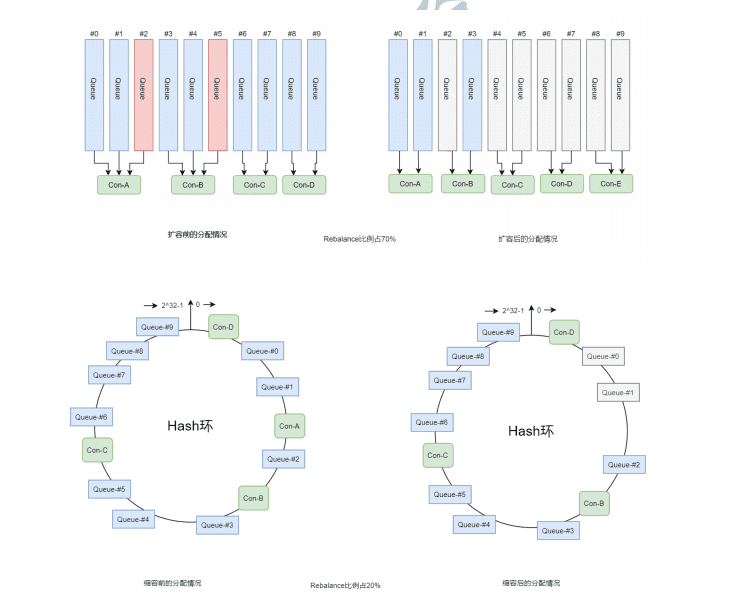 #0 #1 #2 #3 #4 #5 #6 #7 #8 #9
Queue Queue Queue Queue Queue Queue Queue Queue Queue Queue
Con-A Con-B Con-C Con-D
扩容前的分配情况
#0 #1 #2 #3 #4 #5 #6 #7 #8 #9
Queue Queue Queue Queue Queue Queue Queue Queue Queue Queue
Con-A Con-B Con-C Con-D Con-E
扩容后的分配情况
Rebalance比例占70%
2^32-1 0
Con-D
Queue-#0
Queue-#1
Con-A
Queue-#2
Con-B
Queue-#3
Queue-#4
Queue-#5
Con-C
Queue-#6
Queue-#7
Queue-#8
Queue-#9
Hash环
缩容前的分配情况
2^32-1 0
Con-D
Queue-#0
Queue-#1
Queue-#2
Con-B
Queue-#3
Queue-#4
Queue-#5
Con-C
Queue-#6
Queue-#7
Queue-#8
Queue-#9
Hash环
缩容后的分配情况
Rebalance比例占20%